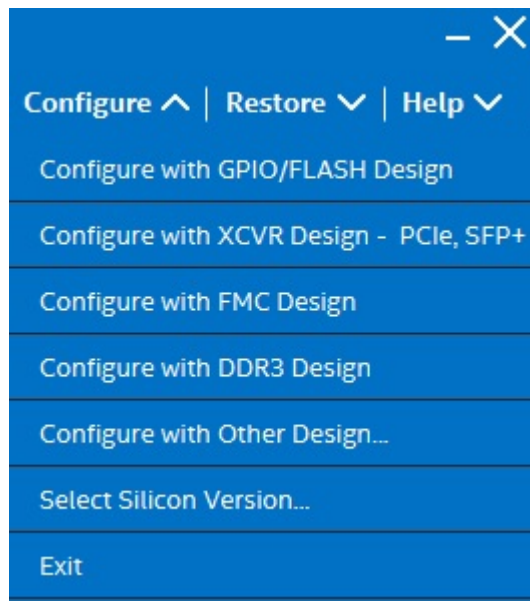 Configure | Restore | Help
Configure with GPIO/FLASH Design
Configure with XCVR Design - PCIe, SFP+
Configure with FMC Design
Configure with DDR3 Design
Configure with Other Design...
Select Silicon Version...
Exit